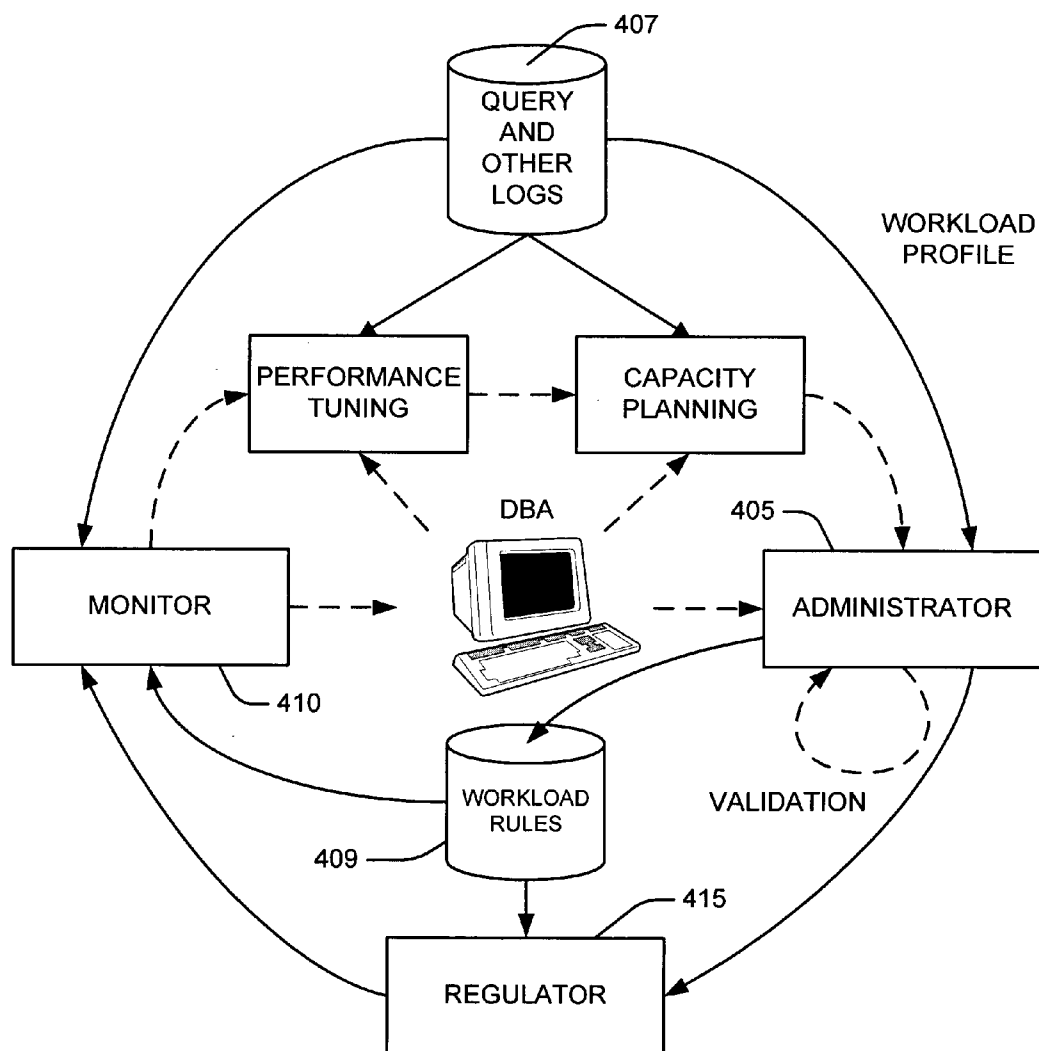 407
QUERY
AND
OTHER
LOGS
WORKLOAD
PROFILE
PERFORMANCE
TUNING
CAPACITY
PLANNING
DBA
405
MONITOR
ADMINISTRATOR
410
WORKLOAD
RULES
VALIDATION
409
415
REGULATOR